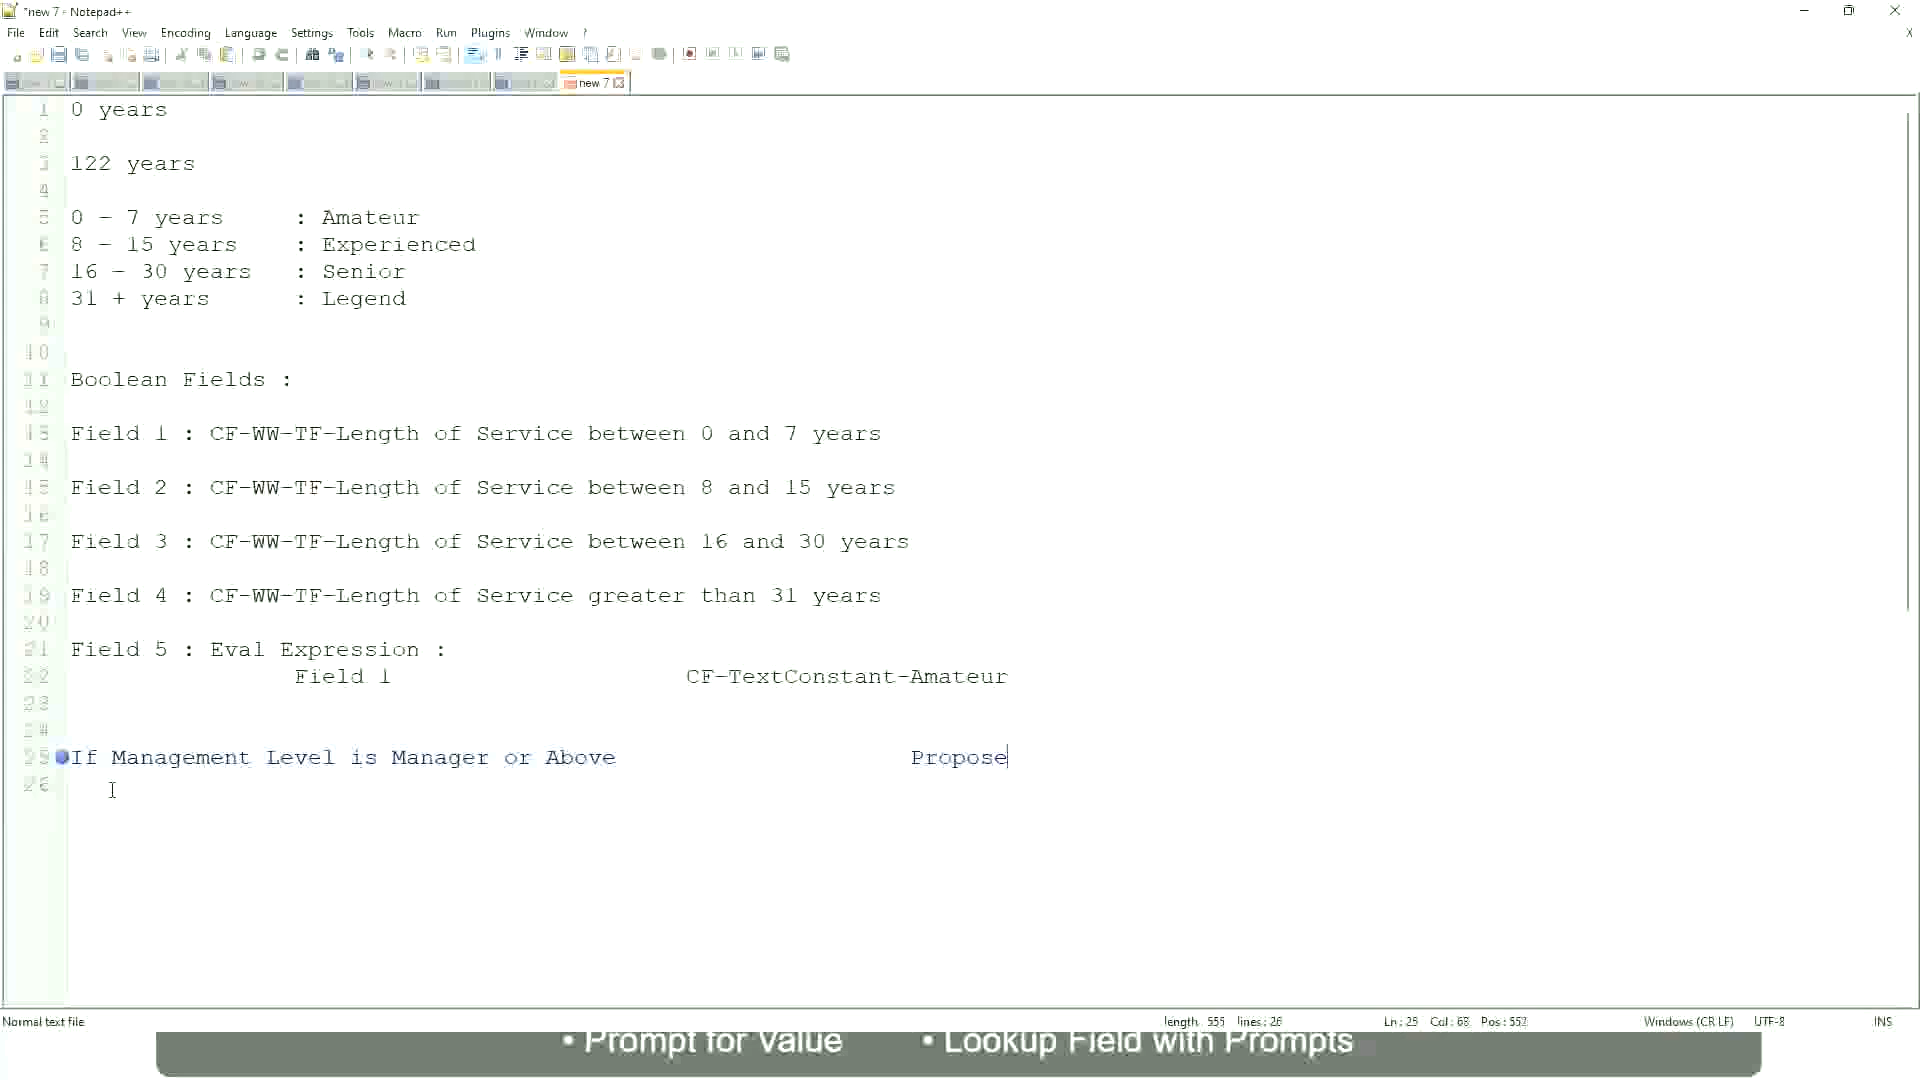 *new 7 - Notepad++
File Edit Search View Encoding Language Settings Tools Macro Run Plugins Window ? X
new 7
1 0 years
2
3 122 years
4
5 0 - 7 years : Amateur
6 8 - 15 years : Experienced
7 16 - 30 years : Senior
8 31 + years : Legend
9
10
11 Boolean Fields :
12
13 Field 1 : CF-WW-TF-Length of Service between 0 and 7 years
14
15 Field 2 : CF-WW-TF-Length of Service between 8 and 15 years
16
17 Field 3 : CF-WW-TF-Length of Service between 16 and 30 years
18
19 Field 4 : CF-WW-TF-Length of Service greater than 31 years
20
21 Field 5 : Eval Expression :
22 Field 1 CF-TextConstant-Amateur
23
24
25 If Management Level is Manager or Above Propose
26
Normal text file length : 555 lines : 26 Ln : 25 Col : 68 Pos : 552 Windows (CR LF) UTF-8 INS
• Prompt for Value • Lookup Field with Prompts